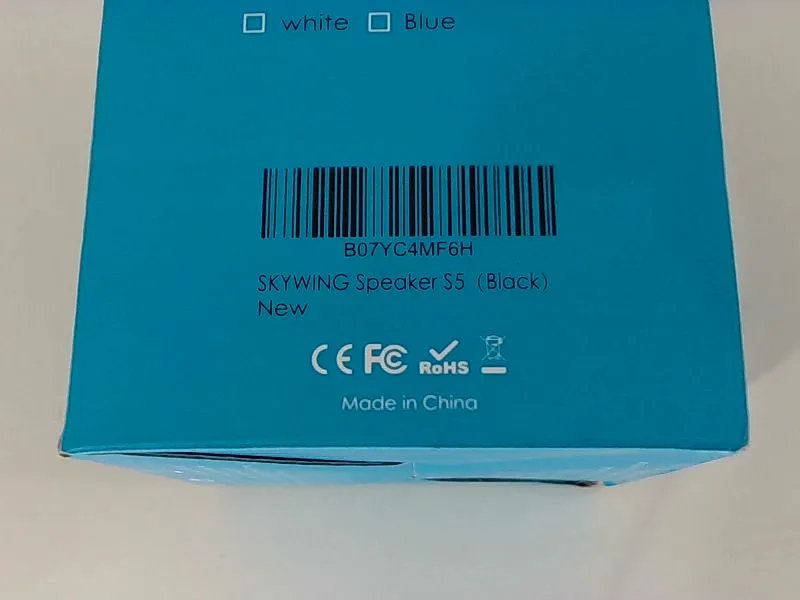 white Blue
B07YC4MF6H
SKYWING Speaker S5（Black）
New
CE FC RoHS
Made in China